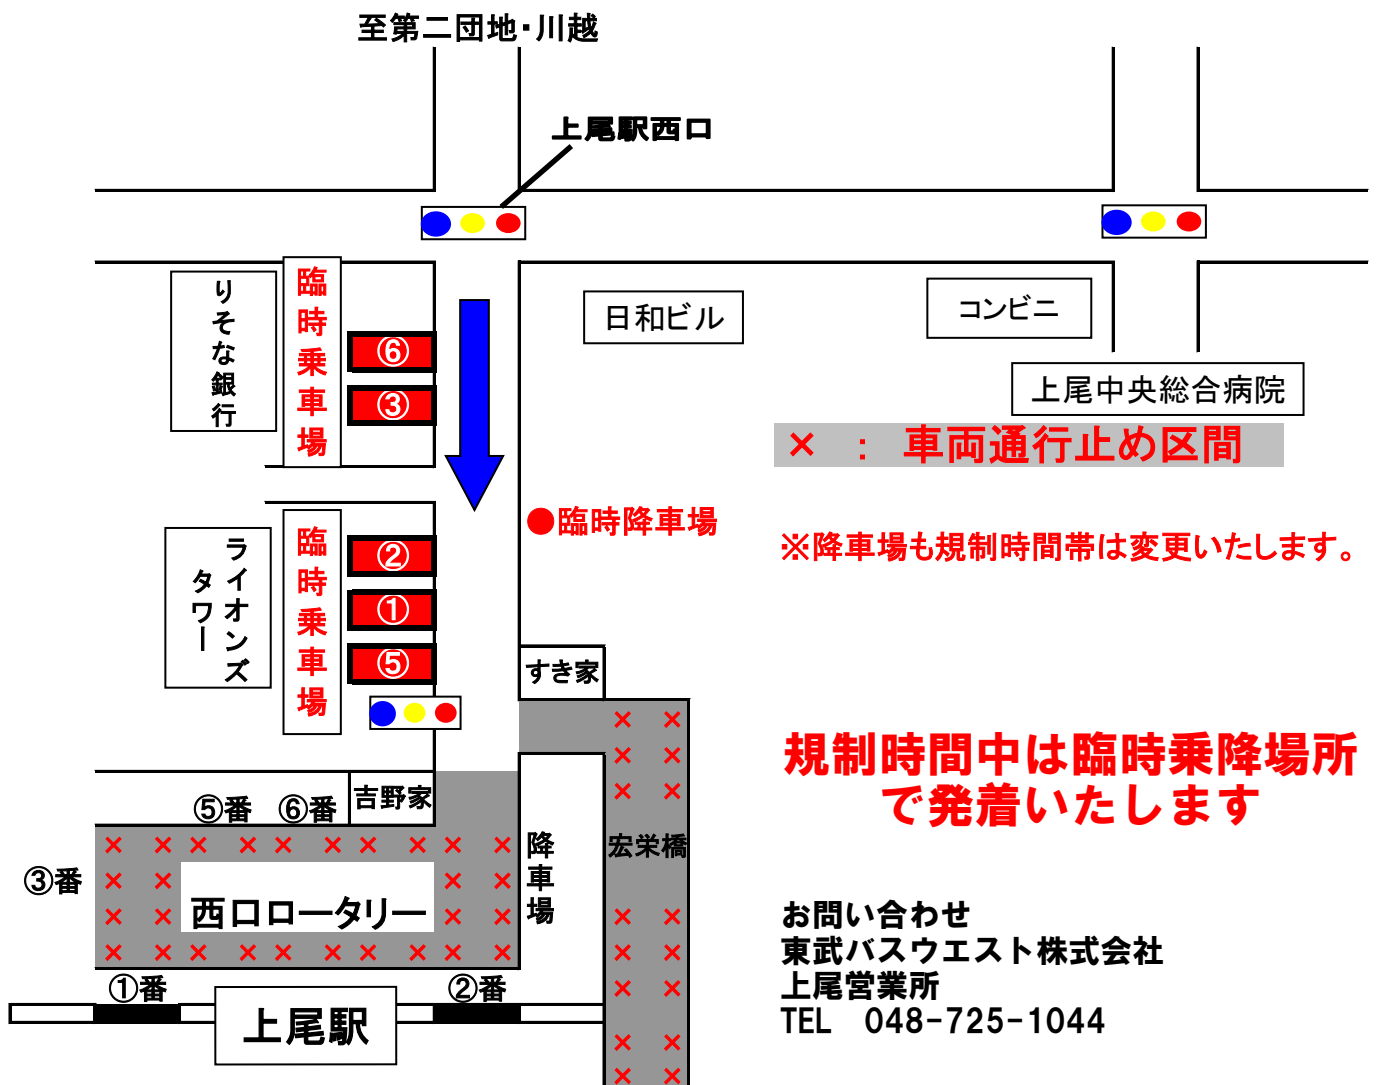 至第二団地・川越
上尾駅西口
りそな銀行
臨時乗車場
⑥
③
日和ビル
コンビニ
上尾中央総合病院
× ： 車両通行止め区間
●臨時降車場
※降車場も規制時間帯は変更いたします。
ライオンズ
タワー
臨時乗車場
②
①
⑤
すき家
吉野家
⑤番 ⑥番
③番
西口ロータリー
降車場
宏栄橋
①番
②番
上尾駅
規制時間中は臨時乗降場所
で発着いたします
お問い合わせ
東武バスウエスト株式会社
上尾営業所
TEL 048-725-1044